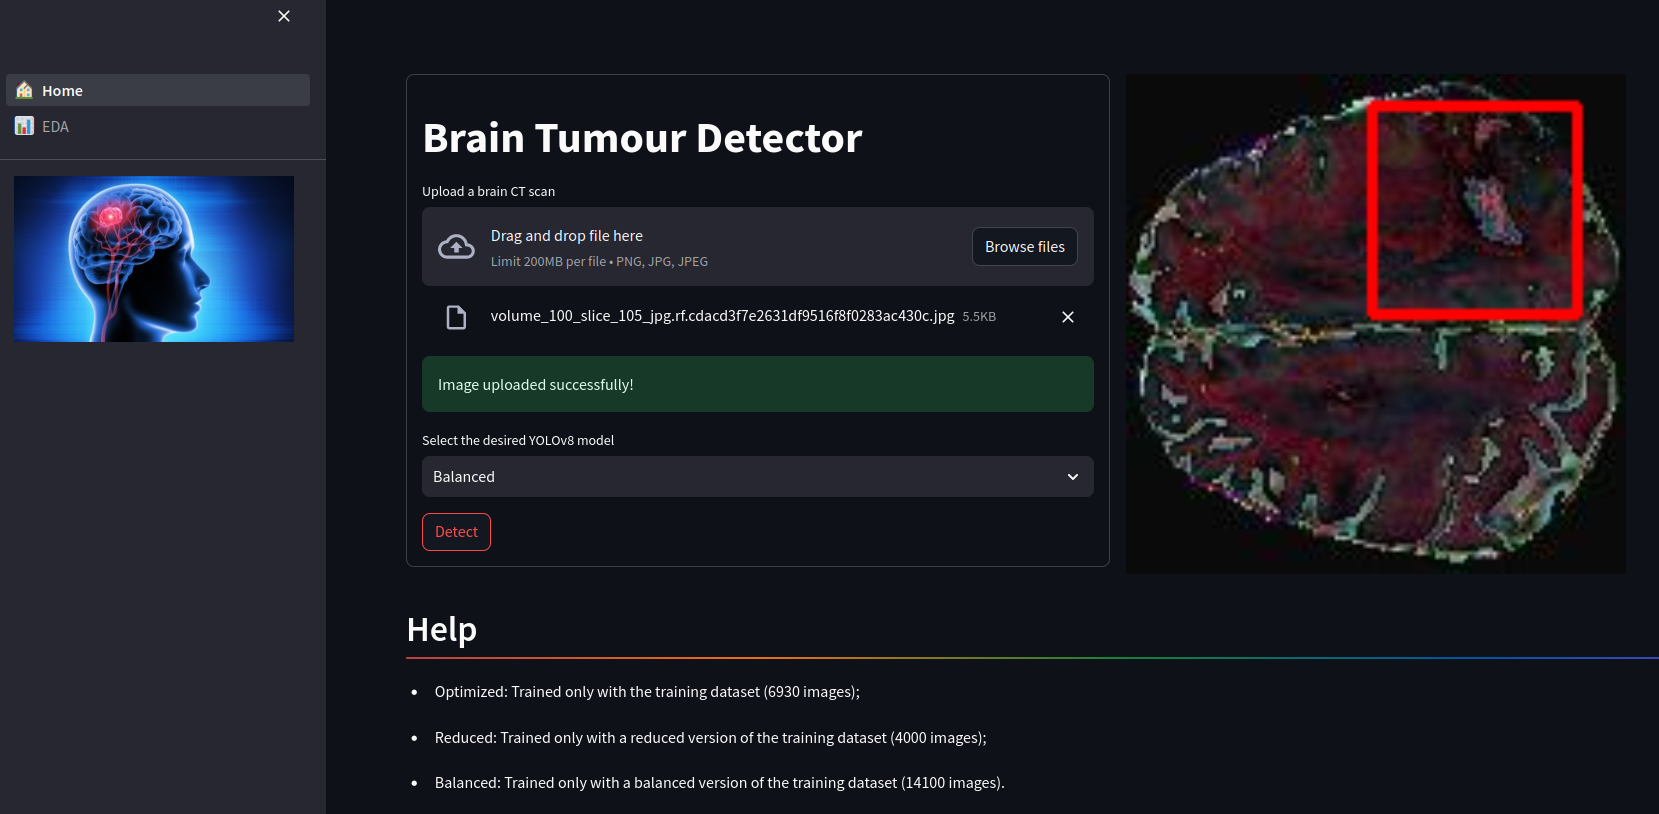 Home
EDA
Brain Tumour Detector
Upload a brain CT scan
Drag and drop file here
Limit 200MB per file • PNG, JPG, JPEG
Browse files
volume_100_slice_105_jpg.rf.cdacd3f7e2631df9516f8f0283ac430c.jpg 5.5KB
Image uploaded successfully!
Select the desired YOLOv8 model
Balanced
Detect
Help
• Optimized: Trained only with the training dataset (6930 images);
• Reduced: Trained only with a reduced version of the training dataset (4000 images);
• Balanced: Trained only with a balanced version of the training dataset (14100 images).